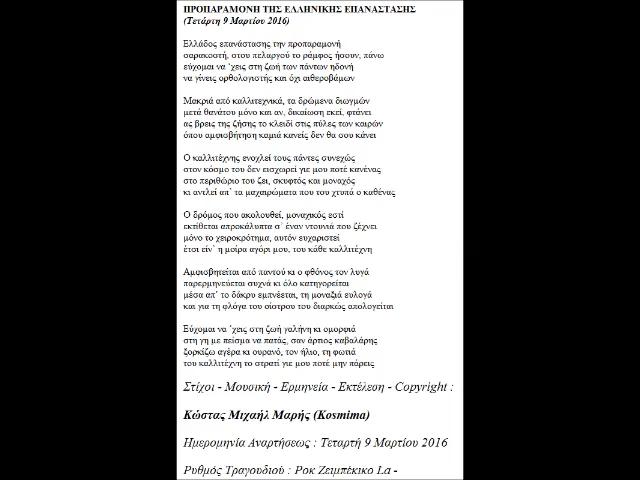 ΠΡΟΠΑΡΑΜΟΝΗ ΤΗΣ ΕΛΛΗΝΙΚΗΣ ΕΠΑΝΑΣΤΑΣΗΣ
(Τετάρτη 9 Μαρτίου 2016)
Ελλάδος επανάστασης την προπαραμονή
σαρακοστή, στου πελαργού το ράμφος ήσουν, πάνω
εύχομαι να ΄χεις στη ζωή των πάντων ηδονή
να γίνεις ορθολογιστής και όχι αιθεροβάμων
Μακριά από καλλιτεχνικά, τα δρώμενα διωγμών
μετά θανάτου μόνο και αν, δικαίωση εκεί, φτάνει
ας βρεις της ζήσης το κλειδί στις πύλες των καιρών
όπου αμφισβήτηση καμιά κανείς δεν θα σου κάνει
Ο καλλιτέχνης ενοχλεί τους πάντες συνεχώς
στον κόσμο του δεν εισχωρεί γιε μου ποτέ κανένας
στο περιθώριο του ζει, σκυφτός και μοναχός
κι αντλεί απ΄ τα μαχαιρώματα που του χτυπά ο καθένας
Ο δρόμος που ακολουθεί, μοναχικός εστί
εκτίθεται απροκάλυπτα σ΄ έναν ντουνιά που ζέχνει
μόνο το χειροκρότημα, αυτόν ευχαριστεί
έτσι είν΄ η μοίρα αγόρι μου, του κάθε καλλιτέχνη
Αμφισβητείται από παντού κι ο φθόνος τον λυγά
παρερμηνεύεται συχνά κι όλο κατηγορείται
μέσα απ΄ το δάκρυ εμπνέεται, τη μοναξιά ευλογά
και για τη φλόγα του οίστρου του διαρκώς απολογείται
Εύχομαι να ΄χεις στη ζωή γαλήνη κι ομορφιά
στη γη με πείσμα να πατάς, σαν άρτιος καβαλάρης
ξορκίζω αγέρα κι ουρανό, τον ήλιο, τη φωτιά
του καλλιτέχνη το στρατί γιε μου ποτέ μην πάρεις
Στίχοι - Μουσική - Ερμηνεία - Εκτέλεση - Copyright :
Κώστας Μιχαήλ Μαρής (Kosmima)
Ημερομηνία Αναρτήσεως : Τετάρτη 9 Μαρτίου 2016
Ρυθμός Τραγουδιού : Ροκ Ζειμπέκικο La -